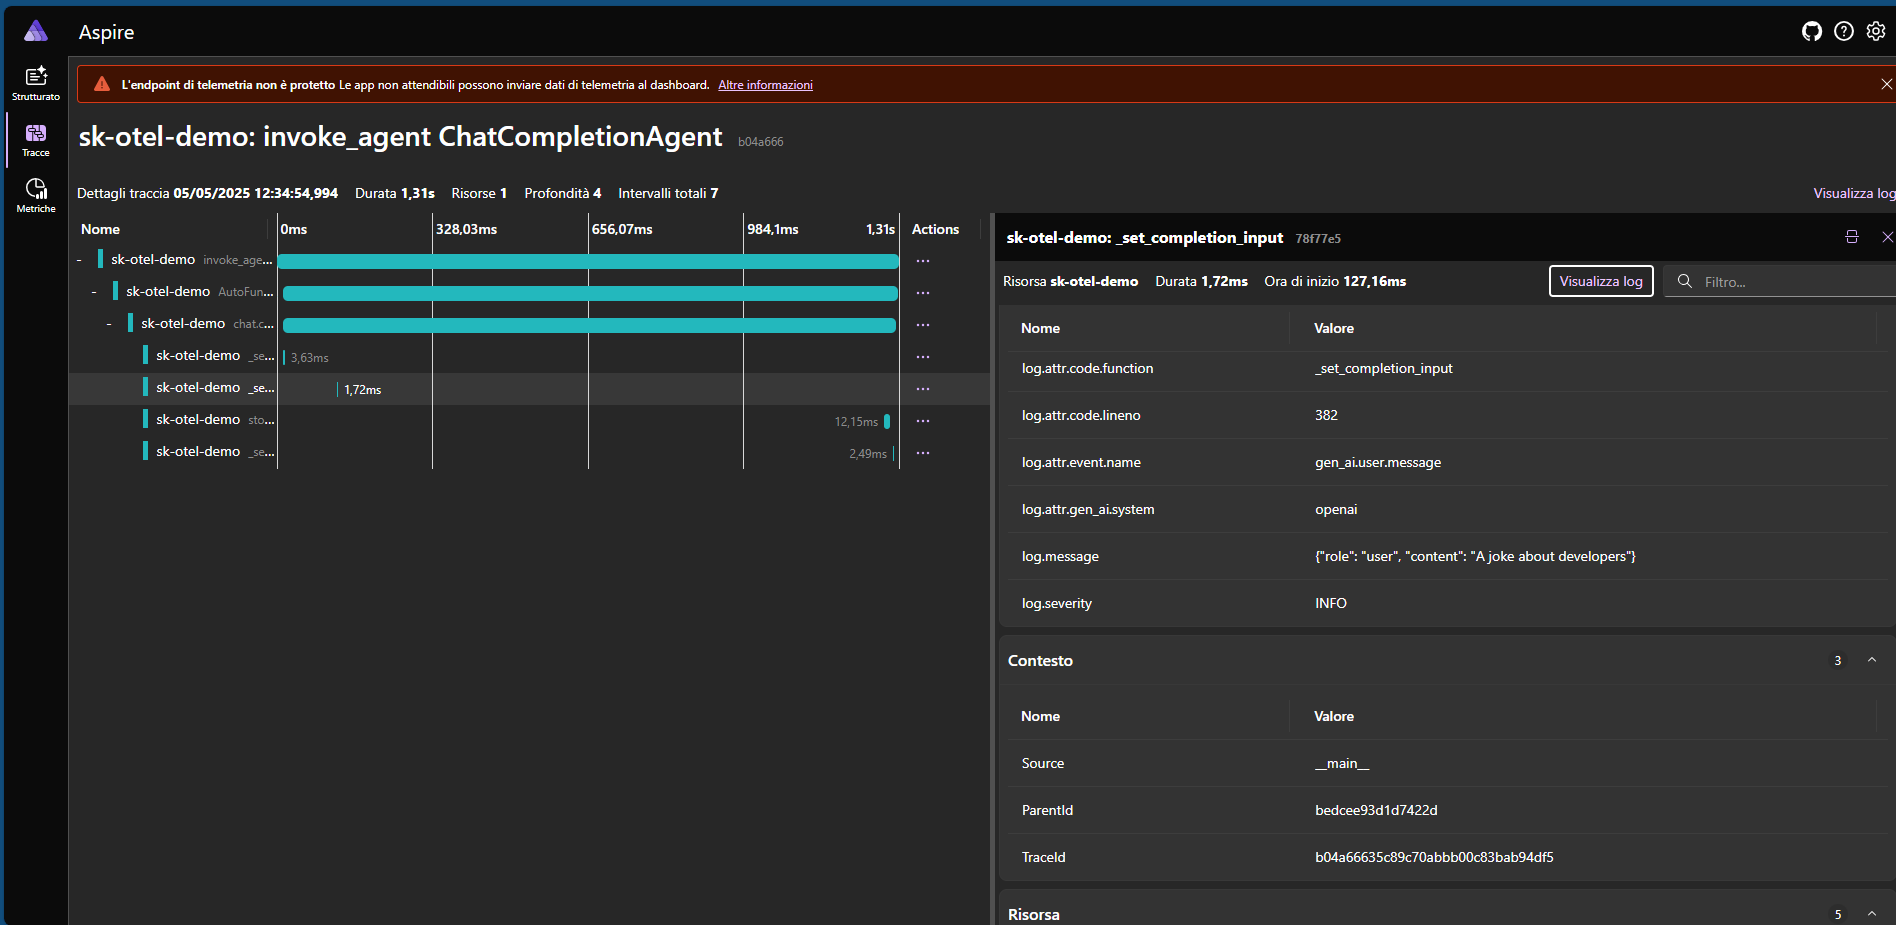 Aspire
Strutturato
Tracce
Metriche
L'endpoint di telemetria non è protetto Le app non attendibili possono inviare dati di telemetria al dashboard. Altre informazioni
sk-otel-demo: invoke_agent ChatCompletionAgent b04a666
Dettagli traccia 05/05/2025 12:34:54,994 Durata 1,31s Risorse 1 Profondità 4 Intervalli totali 7
Visualizza log
Nome 0ms 328,03ms 656,07ms 984,1ms 1,31s Actions
- sk-otel-demo invoke_age... ...
- sk-otel-demo AutoFun... ...
- sk-otel-demo chat.c... ...
sk-otel-demo _se... 3,63ms ...
sk-otel-demo _se... 1,72ms ...
sk-otel-demo sto... 12,15ms ...
sk-otel-demo _se... 2,49ms ...
sk-otel-demo: _set_completion_input 78f77e5
Risorsa sk-otel-demo Durata 1,72ms Ora di inizio 127,16ms Visualizza log Filtro...
Nome Valore
log.attr.code.function _set_completion_input
log.attr.code.lineno 382
log.attr.event.name gen_ai.user.message
log.attr.gen_ai.system openai
log.message {"role": "user", "content": "A joke about developers"}
log.severity INFO
Contesto 3
Nome Valore
Source __main__
ParentId bedcee93d1d7422d
TraceId b04a66635c89c70abbb00c83bab94df5
Risorsa 5